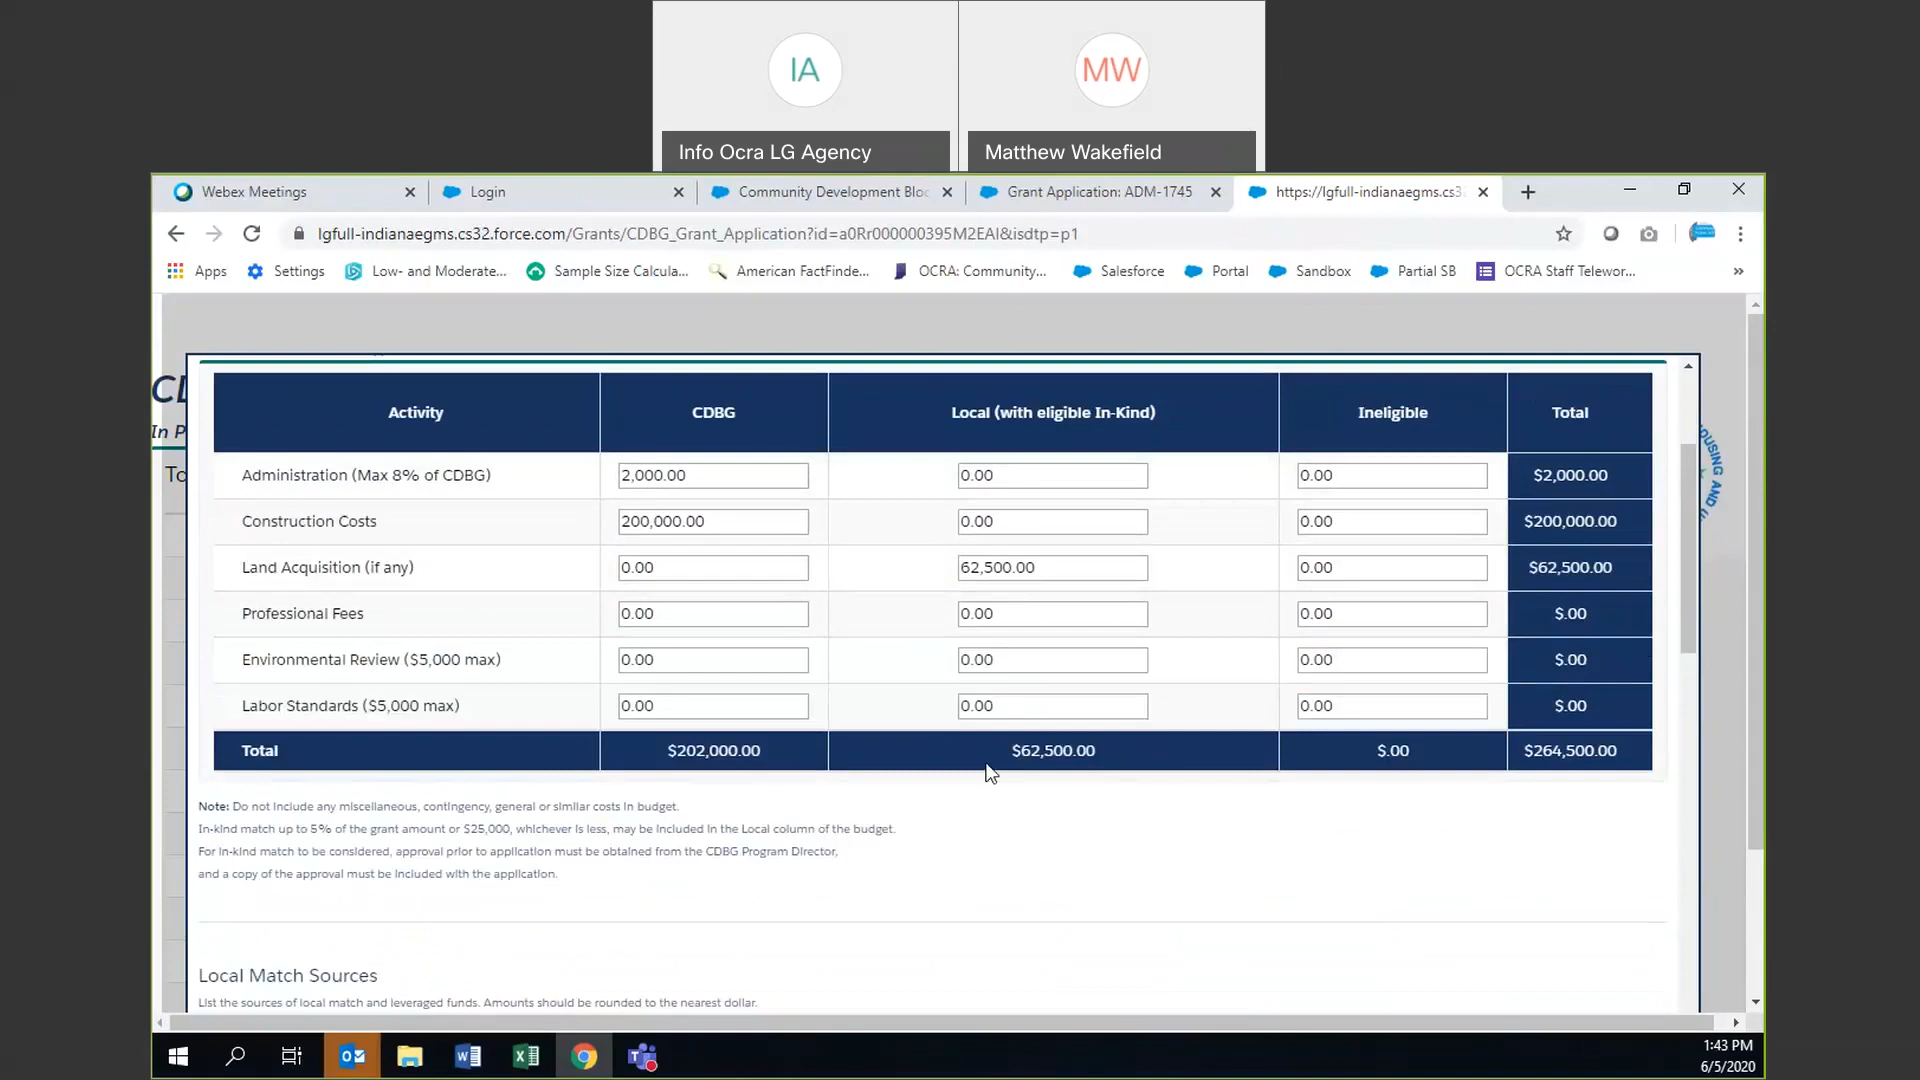 IA
MW
Info Ocra LG Agency
Matthew Wakefield
Webex Meetings
Login
Community Development Bloc
Grant Application: ADM-1745
https://lgfull-indianaegms.cs3
lgfull-indianaegms.cs32.force.com/Grants/CDBG_Grant_Application?id=a0Rr000000395M2EAI&isdtp=p1
Apps
Settings
Low- and Moderate...
Sample Size Calcula...
American FactFinde...
OCRA: Community...
Salesforce
Portal
Sandbox
Partial SB
OCRA Staff Telewor...
»
In P
To
OUSING AND
Activity CDBG Local (with eligible In-Kind) Ineligible Total
Administration (Max 8% of CDBG) 2,000.00 0.00 0.00 $2,000.00
Construction Costs 200,000.00 0.00 0.00 $200,000.00
Land Acquisition (if any) 0.00 62,500.00 0.00 $62,500.00
Professional Fees 0.00 0.00 0.00 $.00
Environmental Review ($5,000 max) 0.00 0.00 0.00 $.00
Labor Standards ($5,000 max) 0.00 0.00 0.00 $.00
Total $202,000.00 $62,500.00 $.00 $264,500.00
Note: Do not include any miscellaneous, contingency, general or similar costs in budget.
In-kind match up to 5% of the grant amount or $25,000, whichever is less, may be included in the Local column of the budget.
For in-kind match to be considered, approval prior to application must be obtained from the CDBG Program Director,
and a copy of the approval must be included with the application.
Local Match Sources
List the sources of local match and leveraged funds. Amounts should be rounded to the nearest dollar.
1:43 PM
6/5/2020